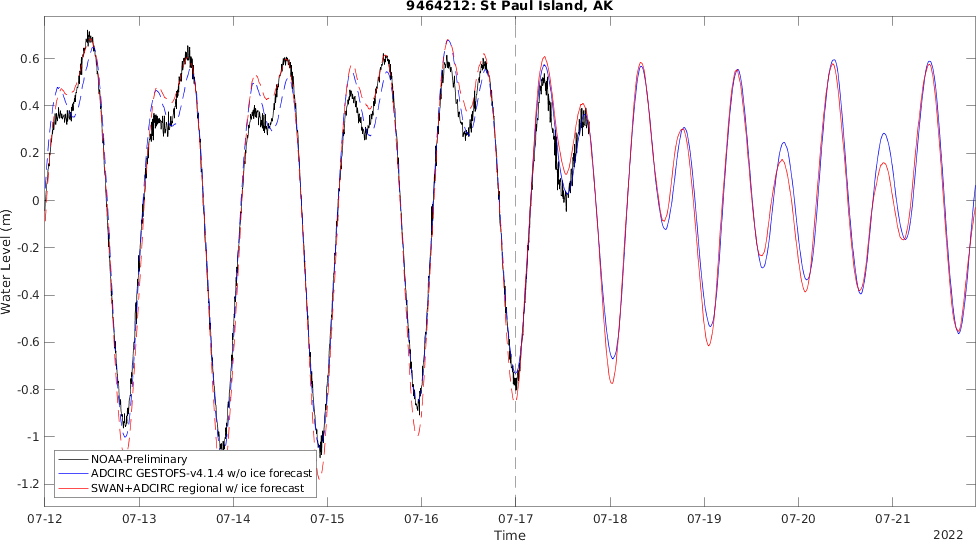 9464212: St Paul Island, AK
Water Level (m)
0.6
0.4
0.2
0
-0.2
-0.4
-0.6
-0.8
-1
-1.2
NOAA-Preliminary
ADCIRC GESTOFS-v4.1.4 w/o ice forecast
SWAN+ADCIRC regional w/ ice forecast
07-12 07-13 07-14 07-15 07-16 07-17 07-18 07-19 07-20 07-21
Time
2022